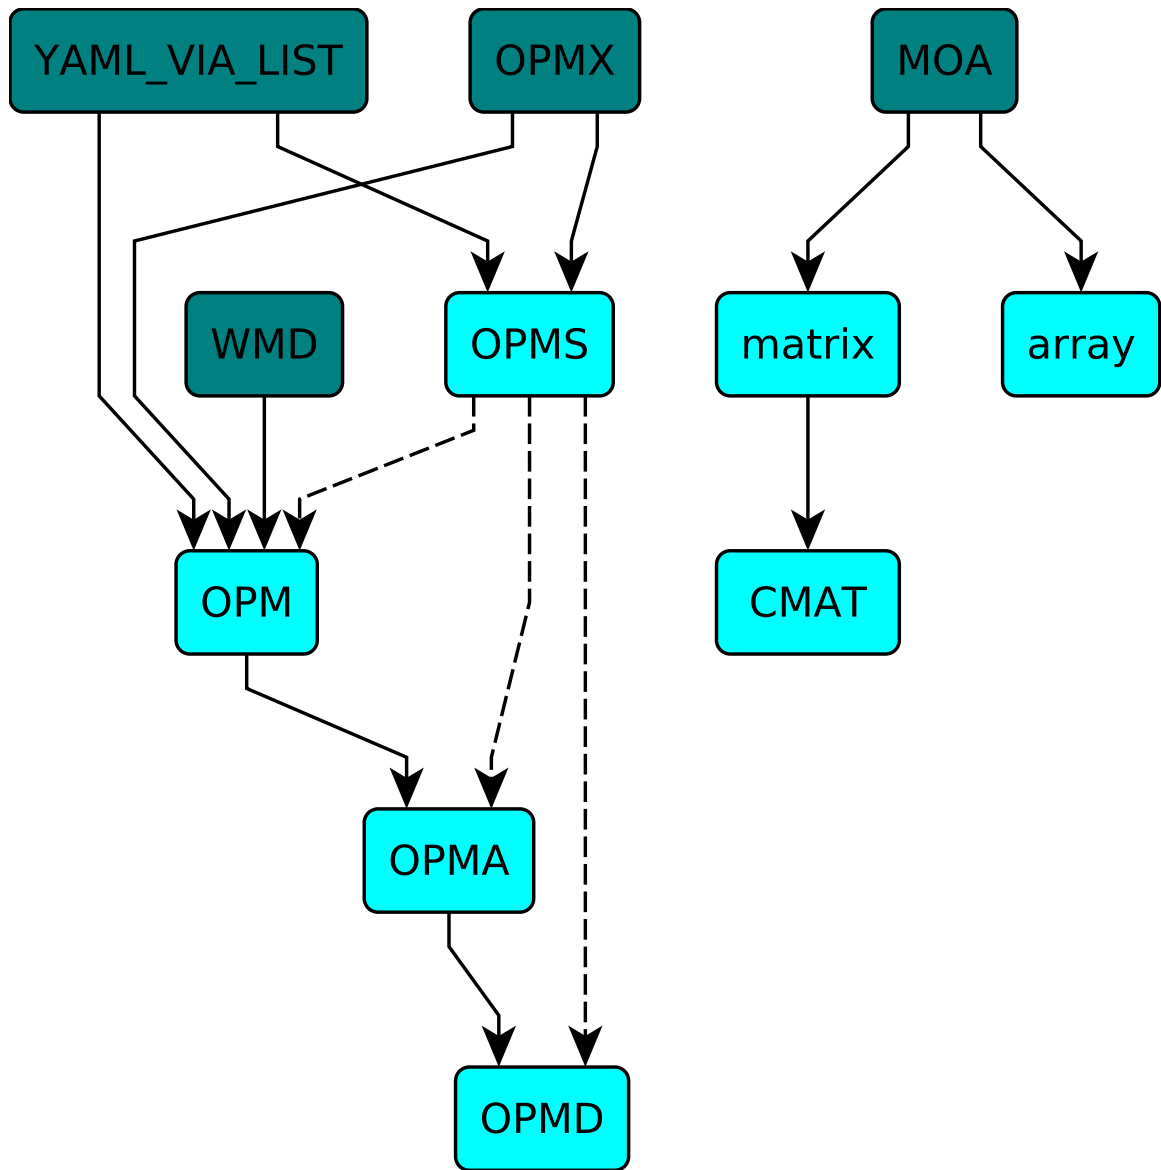 YAML_VIA_LIST
OPMX
MOA
WMD
OPMS
matrix
array
OPM
CMAT
OPMA
OPMD